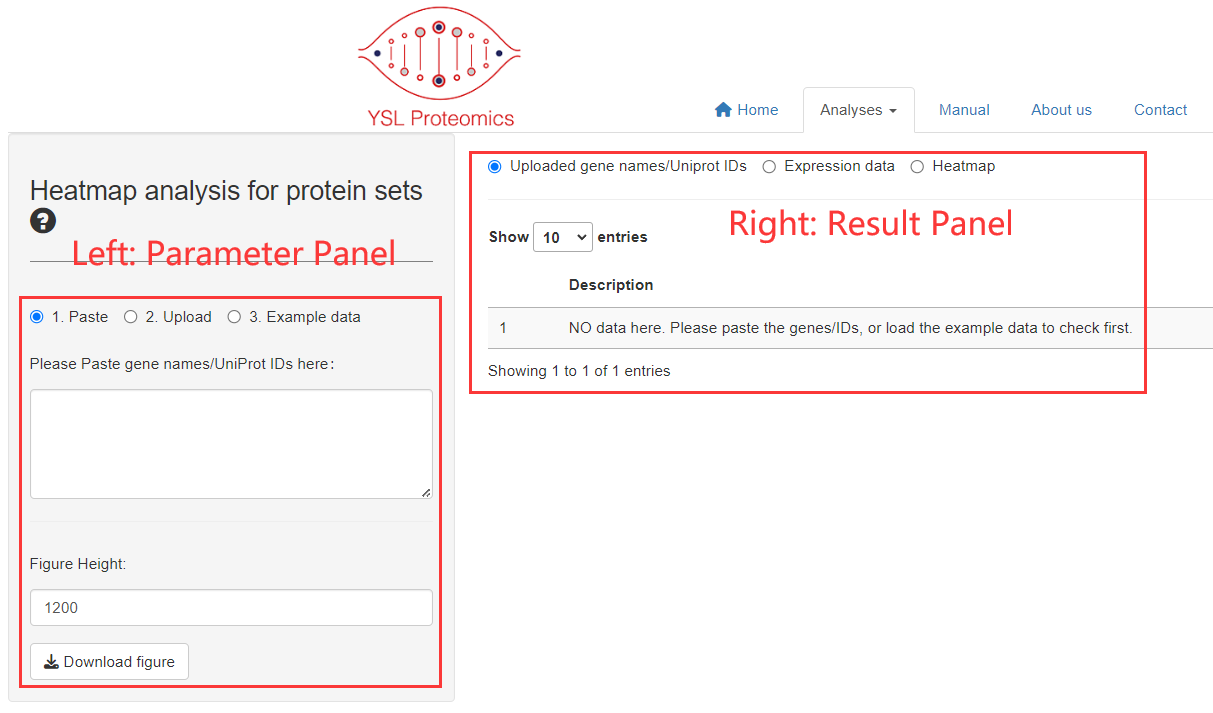 YSL Proteomics
Home
Analyses
Manual
About us
Contact
Heatmap analysis for protein sets
?
Left: Parameter Panel
1. Paste 2. Upload 3. Example data
Please Paste gene names/UniProt IDs here:
Figure Height:
1200
Download figure
Uploaded gene names/Uniprot IDs Expression data Heatmap
Right: Result Panel
Show 10 entries
Description
1 NO data here. Please paste the genes/IDs, or load the example data to check first.
Showing 1 to 1 of 1 entries